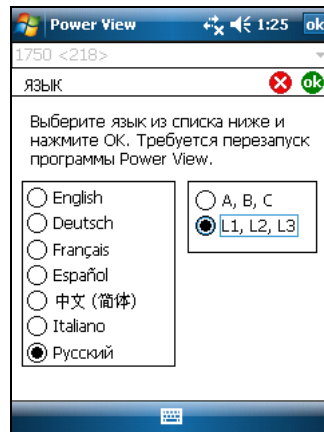 Power View 1:25 ok
1750 <218>
ЯЗЫК ok
Выберите язык из
списка ниже и
нажмите ОК. Требуется перезапуск
программы Power
View.
English
Deutsch
Français
Español
中文 (简体)
Italiano
Русский
A, B, C
L1, L2, L3